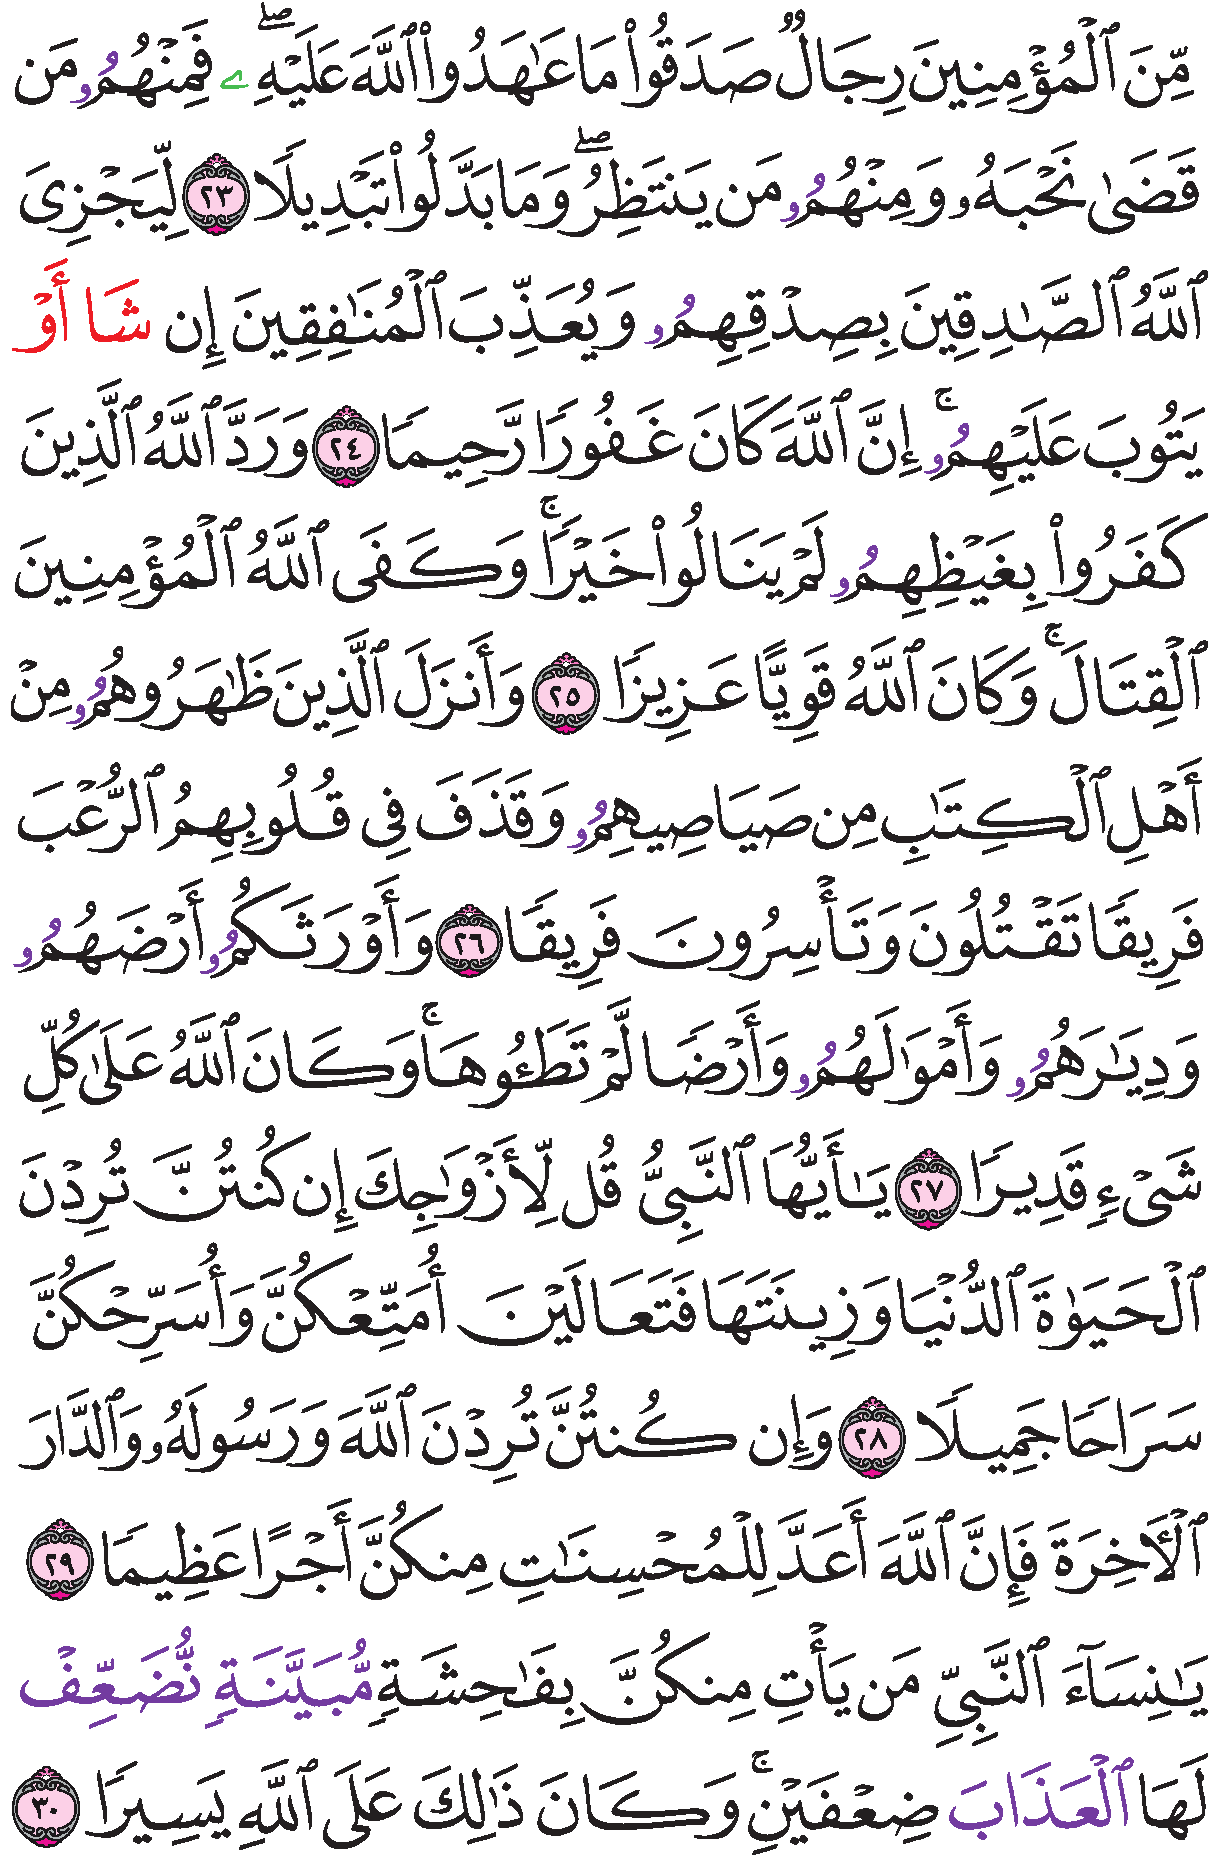 مِّنَ ٱلْمُؤْمِنِينَ رِجَالٌ صَدَقُوا۟ مَا عَٰهَدُوا۟ ٱللَّهَ عَلَيْهِۦ ۖ فَمِنْهُمُۥ مَن
قَضَىٰ نَحْبَهُۥ وَمِنْهُمُۥ مَن يَنتَظِرُ ۖ وَمَا بَدَّلُوا۟ تَبْدِيلًا ٢٣ لِّيَجْزِىَ
ٱللَّهُ ٱلصَّٰدِقِينَ بِصِدْقِهِمُۥ وَيُعَذِّبَ ٱلْمُنَٰفِقِينَ إِن شَا أَوْ
يَتُوبَ عَلَيْهِمُۥ ۚ إِنَّ ٱللَّهَ كَانَ غَفُورًا رَّحِيمًا ٢٤ وَرَدَّ ٱللَّهُ ٱلَّذِينَ
كَفَرُوا۟ بِغَيْظِهِمُۥ لَمْ يَنَالُوا۟ خَيْرًا ۚ وَكَفَى ٱللَّهُ ٱلْمُؤْمِنِينَ
ٱلْقِتَالَ ۚ وَكَانَ ٱللَّهُ قَوِيًّا عَزِيزًا ٢٥ وَأَنزَلَ ٱلَّذِينَ ظَٰهَرُوهُمُۥ مِنْ
أَهْلِ ٱلْكِتَٰبِ مِن صَيَاصِيهِمُۥ وَقَذَفَ فِى قُلُوبِهِمُ ٱلرُّعْبَ
فَرِيقًا تَقْتُلُونَ وَتَأْسِرُونَ فَرِيقًا ٢٦ وَأَوْرَثَكُمُۥ أَرْضَهُمُۥ
وَدِيَٰرَهُمُۥ وَأَمْوَٰلَهُمُۥ وَأَرْضًا لَّمْ تَطَـُٔوهَا ۚ وَكَانَ ٱللَّهُ عَلَىٰ كُلِّ
شَىْءٍ قَدِيرًا ٢٧ يَٰٓأَيُّهَا ٱلنَّبِىُّ قُل لِّأَزْوَٰجِكَ إِن كُنتُنَّ تُرِدْنَ
ٱلْحَيَوٰةَ ٱلدُّنْيَا وَزِينَتَهَا فَتَعَالَيْنَ أُمَتِّعْكُنَّ وَأُسَرِّحْكُنَّ
سَرَاحًا جَمِيلًا ٢٨ وَإِن كُنتُنَّ تُرِدْنَ ٱللَّهَ وَرَسُولَهُۥ وَٱلدَّارَ
ٱلْأَخِرَةَ فَإِنَّ ٱللَّهَ أَعَدَّ لِلْمُحْسِنَٰتِ مِنكُنَّ أَجْرًا عَظِيمًا ٢٩
يَٰنِسَآءَ ٱلنَّبِىِّ مَن يَأْتِ مِنكُنَّ بِفَٰحِشَةٍ مُّبَيَّنَةٍ نُّضَعِّفْ
لَهَا ٱلْعَذَابَ ضِعْفَيْنِ ۚ وَكَانَ ذَٰلِكَ عَلَى ٱللَّهِ يَسِيرًا ٣٠